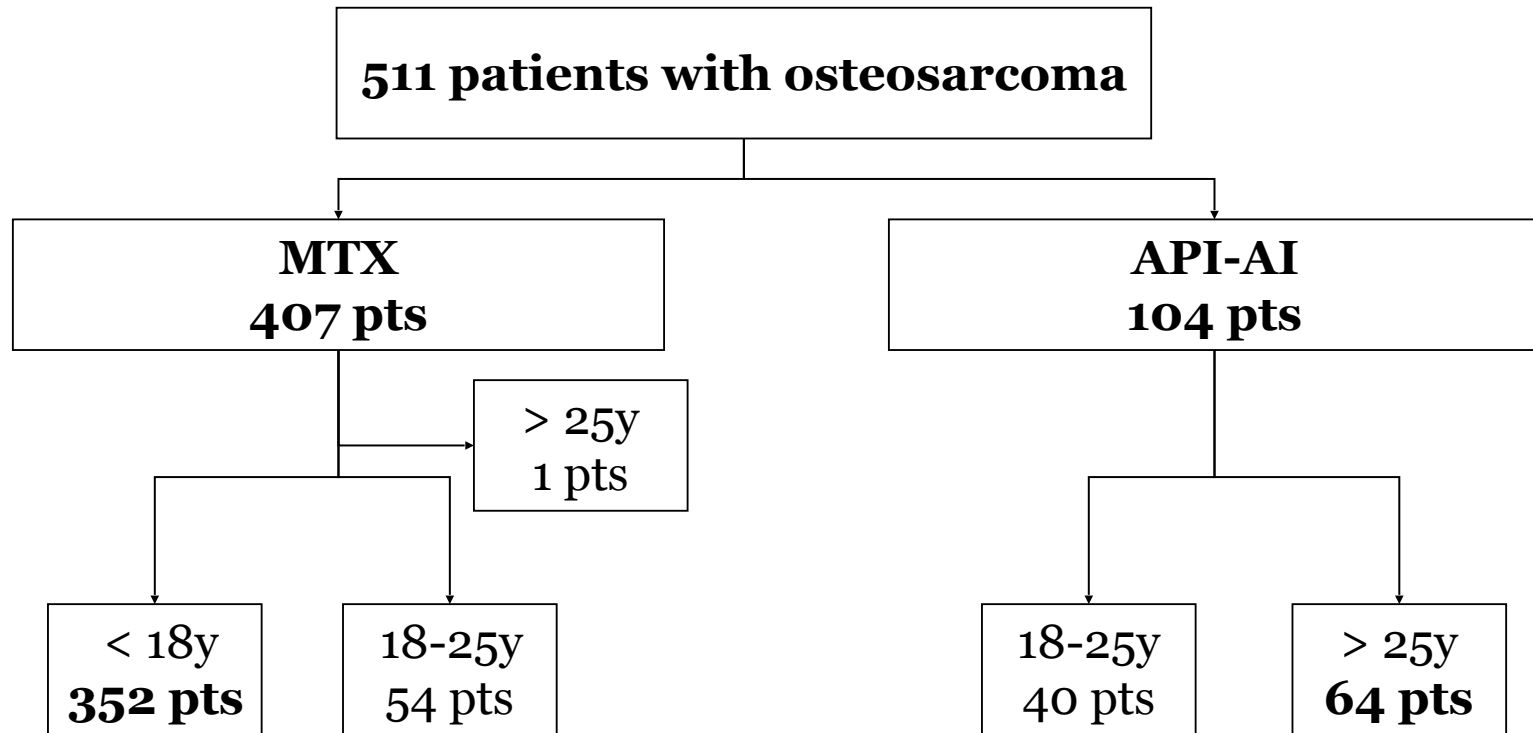 511 patients with osteosarcoma
MTX
407 pts
API-AI
104 pts
> 25y
1 pts
< 18y
352 pts
18-25y
54 pts
18-25y
40 pts
> 25y
64 pts